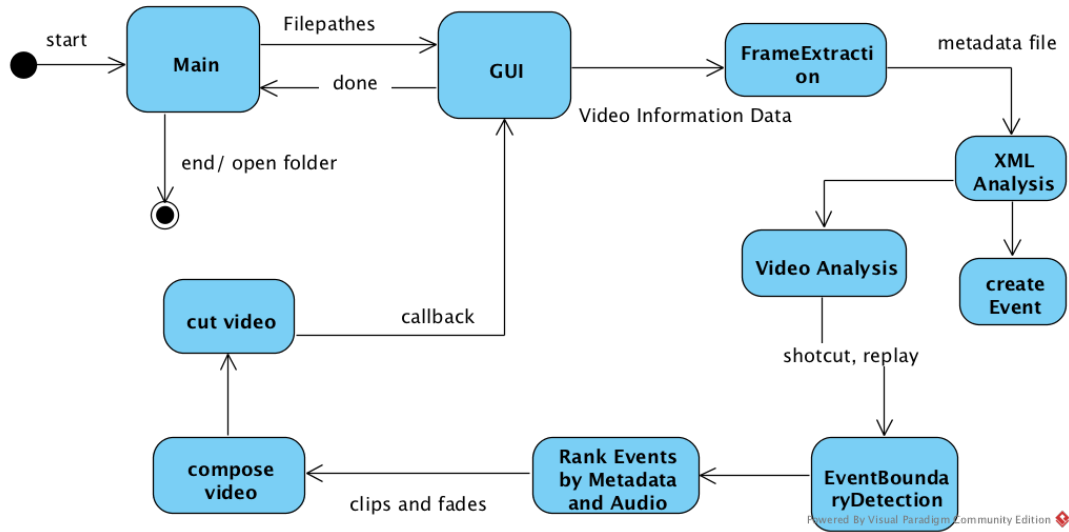 start
Main
Filepathes
done
GUI
Video Information Data
FrameExtracti
on
metadata file
XML
Analysis
create
Event
Video Analysis
shotcut, replay
end/ open folder
cut video
callback
compose
video
clips and fades
Rank Events
by Metadata
and Audio
EventBounda
ryDetection
Powered By Visual Paradigm Community Edition